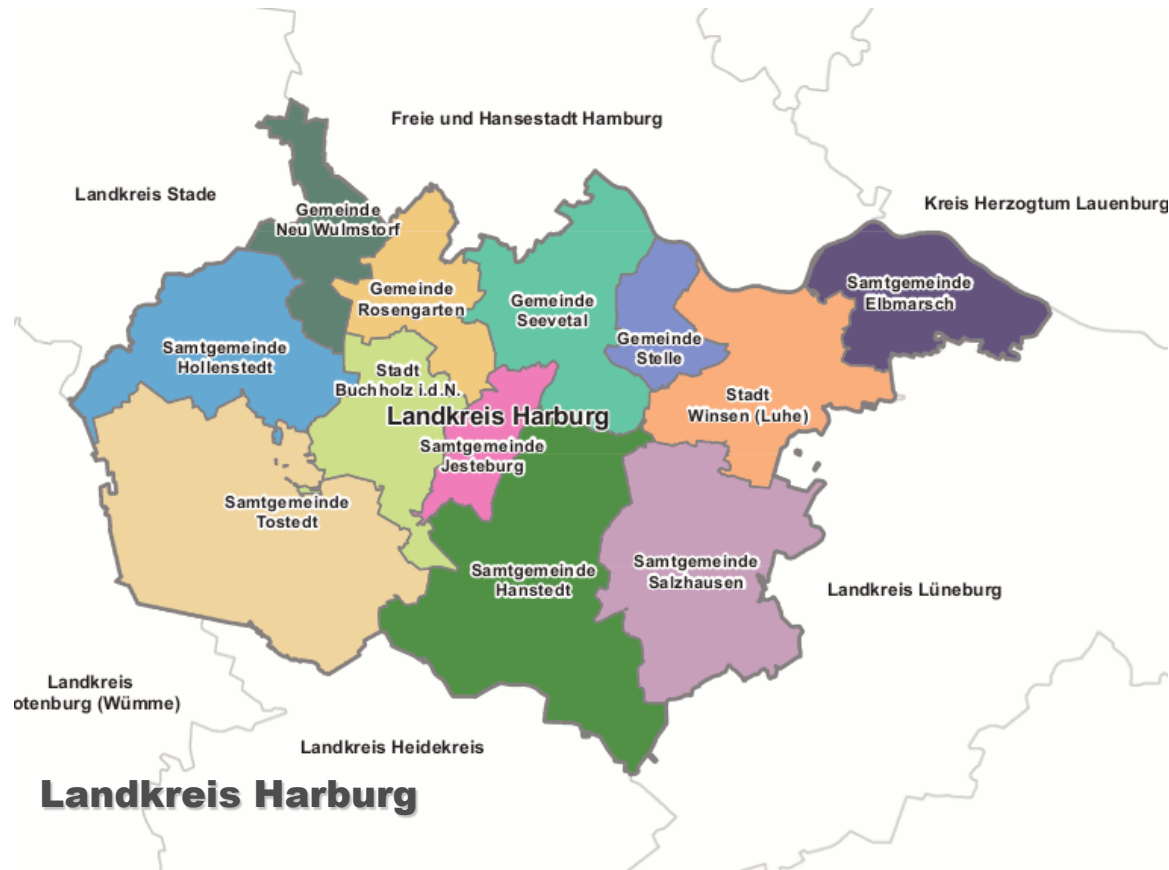 Freie und Hansestadt Hamburg
Landkreis Stade
Kreis Herzogtum Lauenburg
Gemeinde
Neu Wulmstorf
Gemeinde
Rosengarten
Gemeinde
Seevetal
Samtgemeinde
Elbmarsch
Gemeinde
Stelle
Samtgemeinde
Hollenstedt
Stadt
Buchholz i.d.N.
Stadt
Winsen (Luhe)
Landkreis Harburg
Samtgemeinde
Jesteburg
Samtgemeinde
Tostedt
Samtgemeinde
Hanstedt
Samtgemeinde
Salzhausen
Landkreis Lüneburg
Landkreis
otenburg (Wümme)
Landkreis Heidekreis
Landkreis Harburg